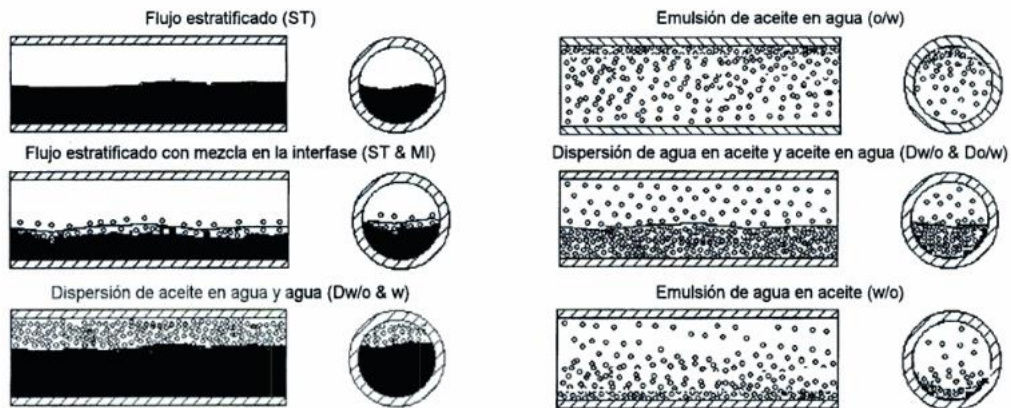 Flujo estratificado (ST)
Flujo estratificado con mezcla en la interfase (ST & MI)
Dispersión de aceite en agua y agua (Dw/o & w)
Emulsión de aceite en agua (o/w)
Dispersión de agua en aceite y aceite en agua (Dw/o & Do/w)
Emulsión de agua en aceite (w/o)